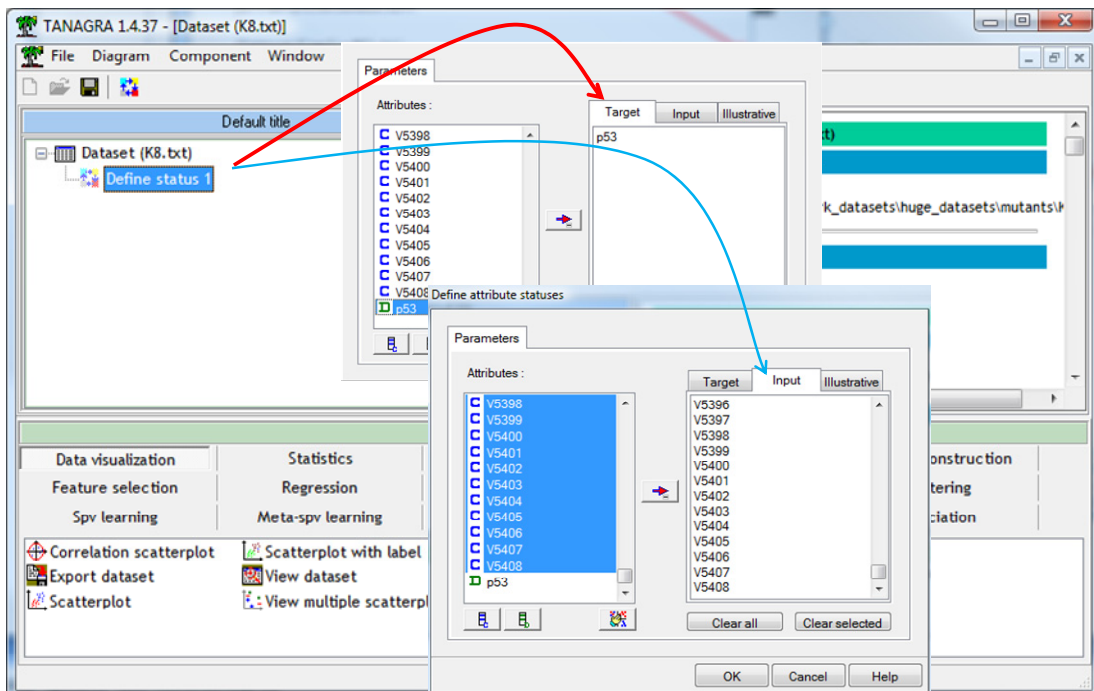 TANAGRA 1.4.37 - [Dataset (K8.txt)]
File Diagram Component Window
Default title
Dataset (K8.txt)
Define status 1
Parameters
Attributes :
V5398
V5399
V5400
V5401
V5402
V5403
V5404
V5405
V5406
V5407
V5408
p53
Target Input Illustrative
p53
t)
k_datasets\huge_datasets\mutants\
Define attribute statuses
Parameters
Attributes :
V5398
V5399
V5400
V5401
V5402
V5403
V5404
V5405
V5406
V5407
V5408
p53
Target Input Illustrative
V5396
V5397
V5398
V5399
V5400
V5401
V5402
V5403
V5404
V5405
V5406
V5407
V5408
Clear all Clear selected
OK Cancel Help
Data visualization Statistics onstruction
Feature selection Regression tering
Spv learning Meta-spv learning ciation
Correlation scatterplot Scatterplot with label
Export dataset View dataset
Scatterplot View multiple scatterpl